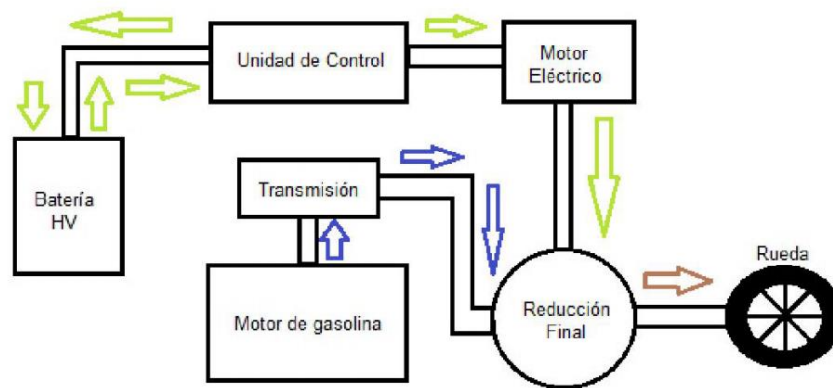 Unidad de Control
Motor
Eléctrico
Batería
HV
Transmisión
Motor de gasolina
Reducción
Final
Rueda